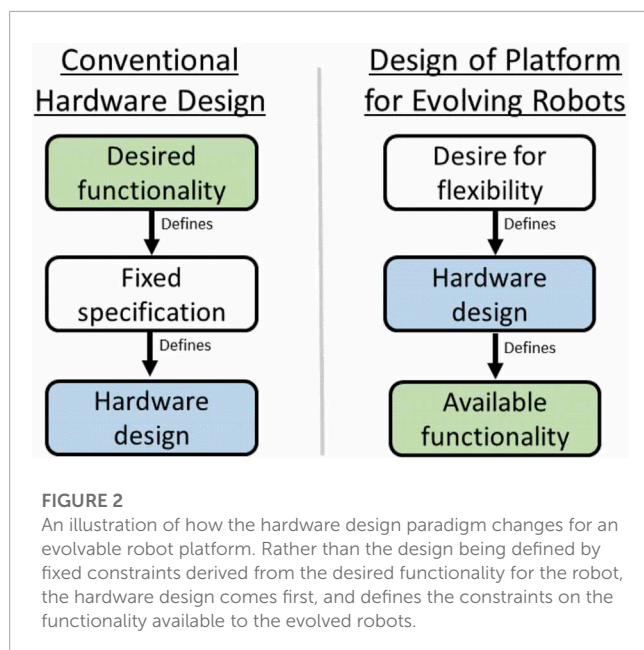 Conventional
Hardware Design
Desired
functionality
Defines
Fixed
specification
Defines
Hardware
design
Design of Platform
for Evolving Robots
Desire for
flexibility
Defines
Hardware
design
Defines
Available
functionality
FIGURE 2
An illustration of how the hardware design paradigm changes for an
evolvable robot platform. Rather than the design being defined by
fixed constraints derived from the desired functionality for the robot,
the hardware design comes first, and defines the constraints on the
functionality available to the evolved robots.